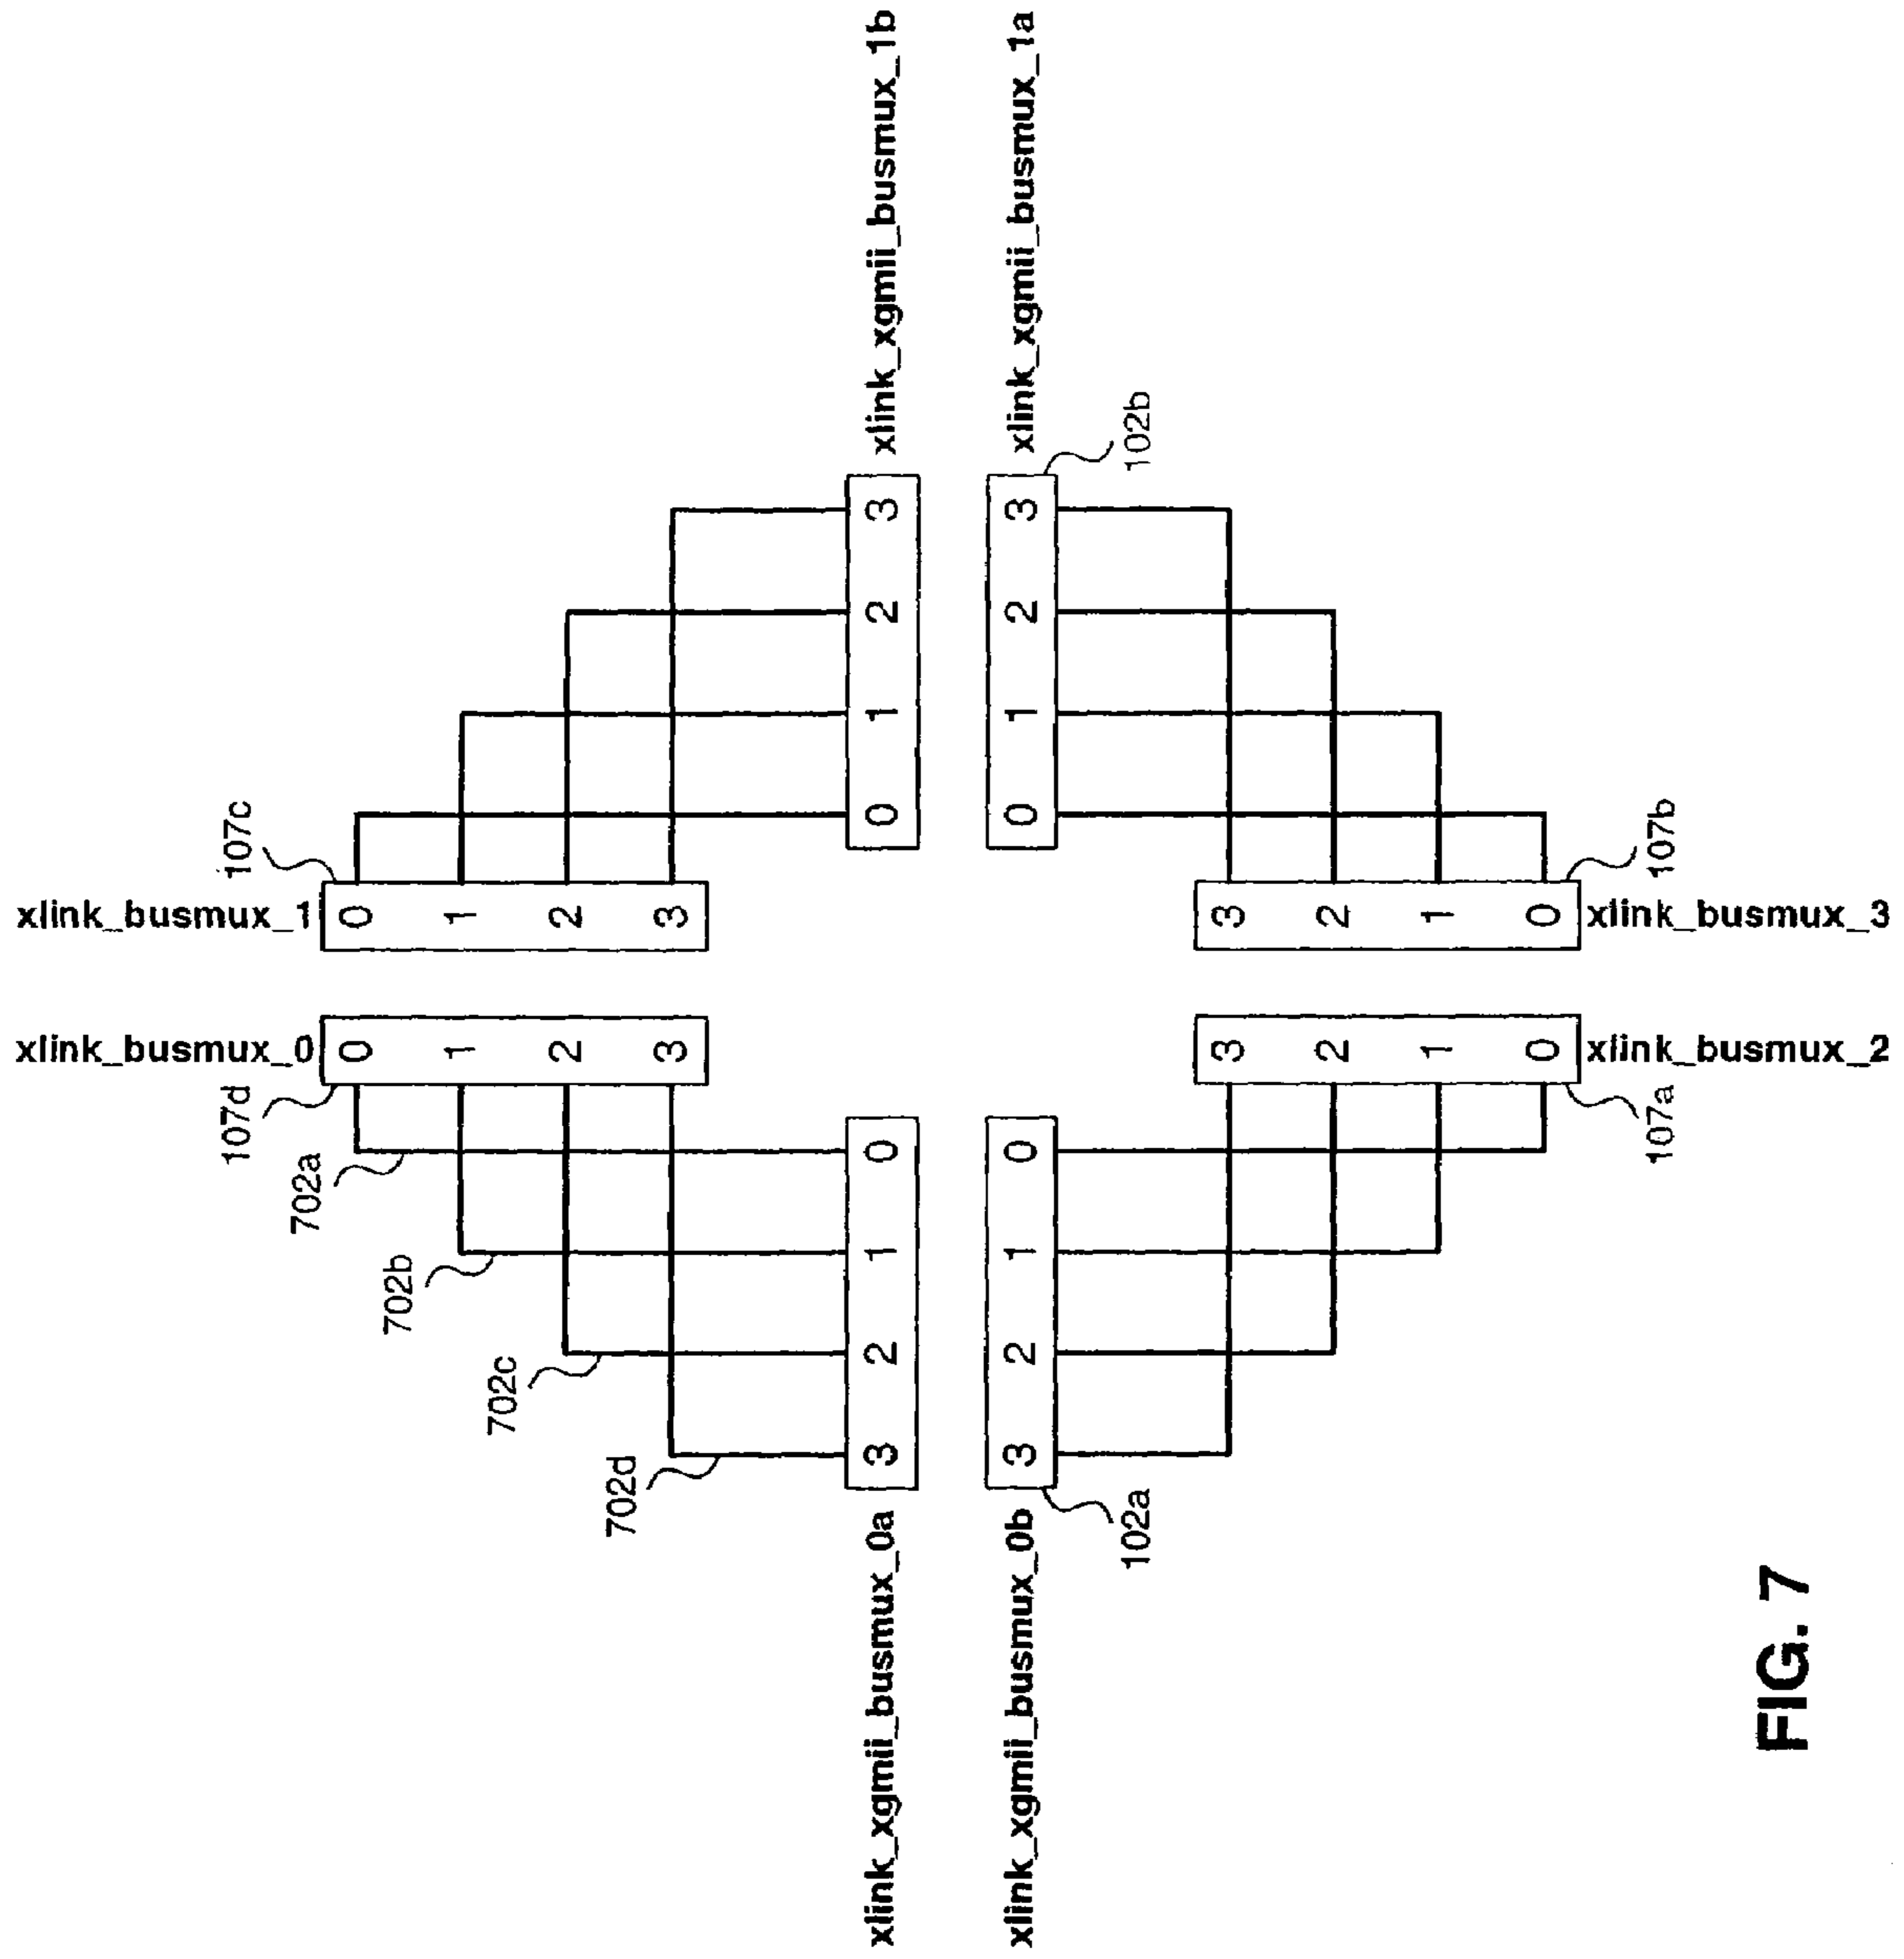 xlink_xgmii_busmux_1b
xlink_xgmii_busmux_1a
102b
3
2
1
0
3
2
1
0
107c
xlink_busmux_1
0
1
2
3
3
2
1
0
xlink_busmux_3
107b
xlink_busmux_0
0
1
2
3
3
2
1
0
xlink_busmux_2
107d
107a
702a
702b
702c
702d
0
1
2
3
0
1
2
3
xlink_xgmii_busmux_0a
xlink_xgmii_busmux_0b
102a
FIG. 7